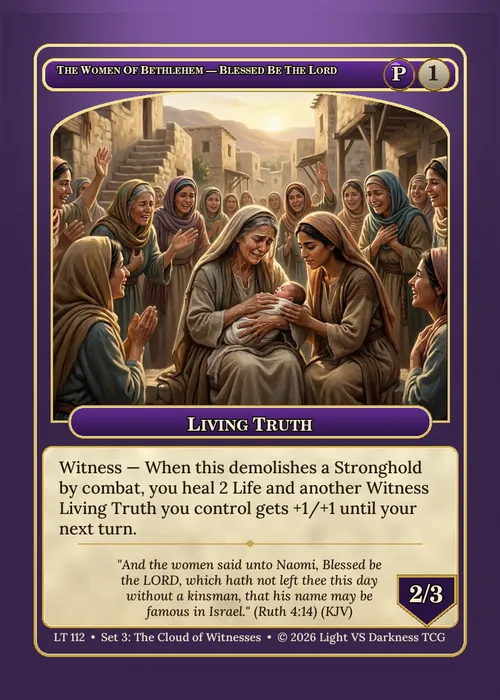 The Women Of Bethlehem — Blessed Be The Lord P 1
Living Truth
Witness — When this demolishes a Stronghold
by combat, you heal 2 Life and another Witness
Living Truth you control gets +1/+1 until your
next turn.
"And the women said unto Naomi, Blessed be
the LORD, which hath not left thee this day
without a kinsman, that his name may be
famous in Israel." (Ruth 4:14) (KJV)
2/3
LT 112 • Set 3: The Cloud of Witnesses • © 2026 Light VS Darkness TCG